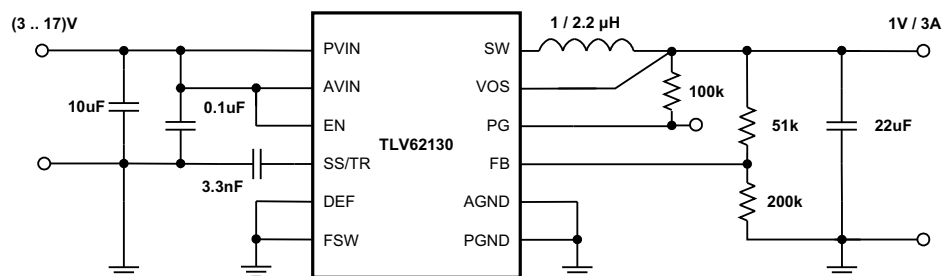 (3 .. 17)V
1 / 2.2 µH
1V / 3A
PVIN
SW
AVIN
VOS
10uF
0.1uF
100k
EN
PG
51k
22uF
TLV62130
SS/TR
FB
3.3nF
200k
DEF
AGND
FSW
PGND